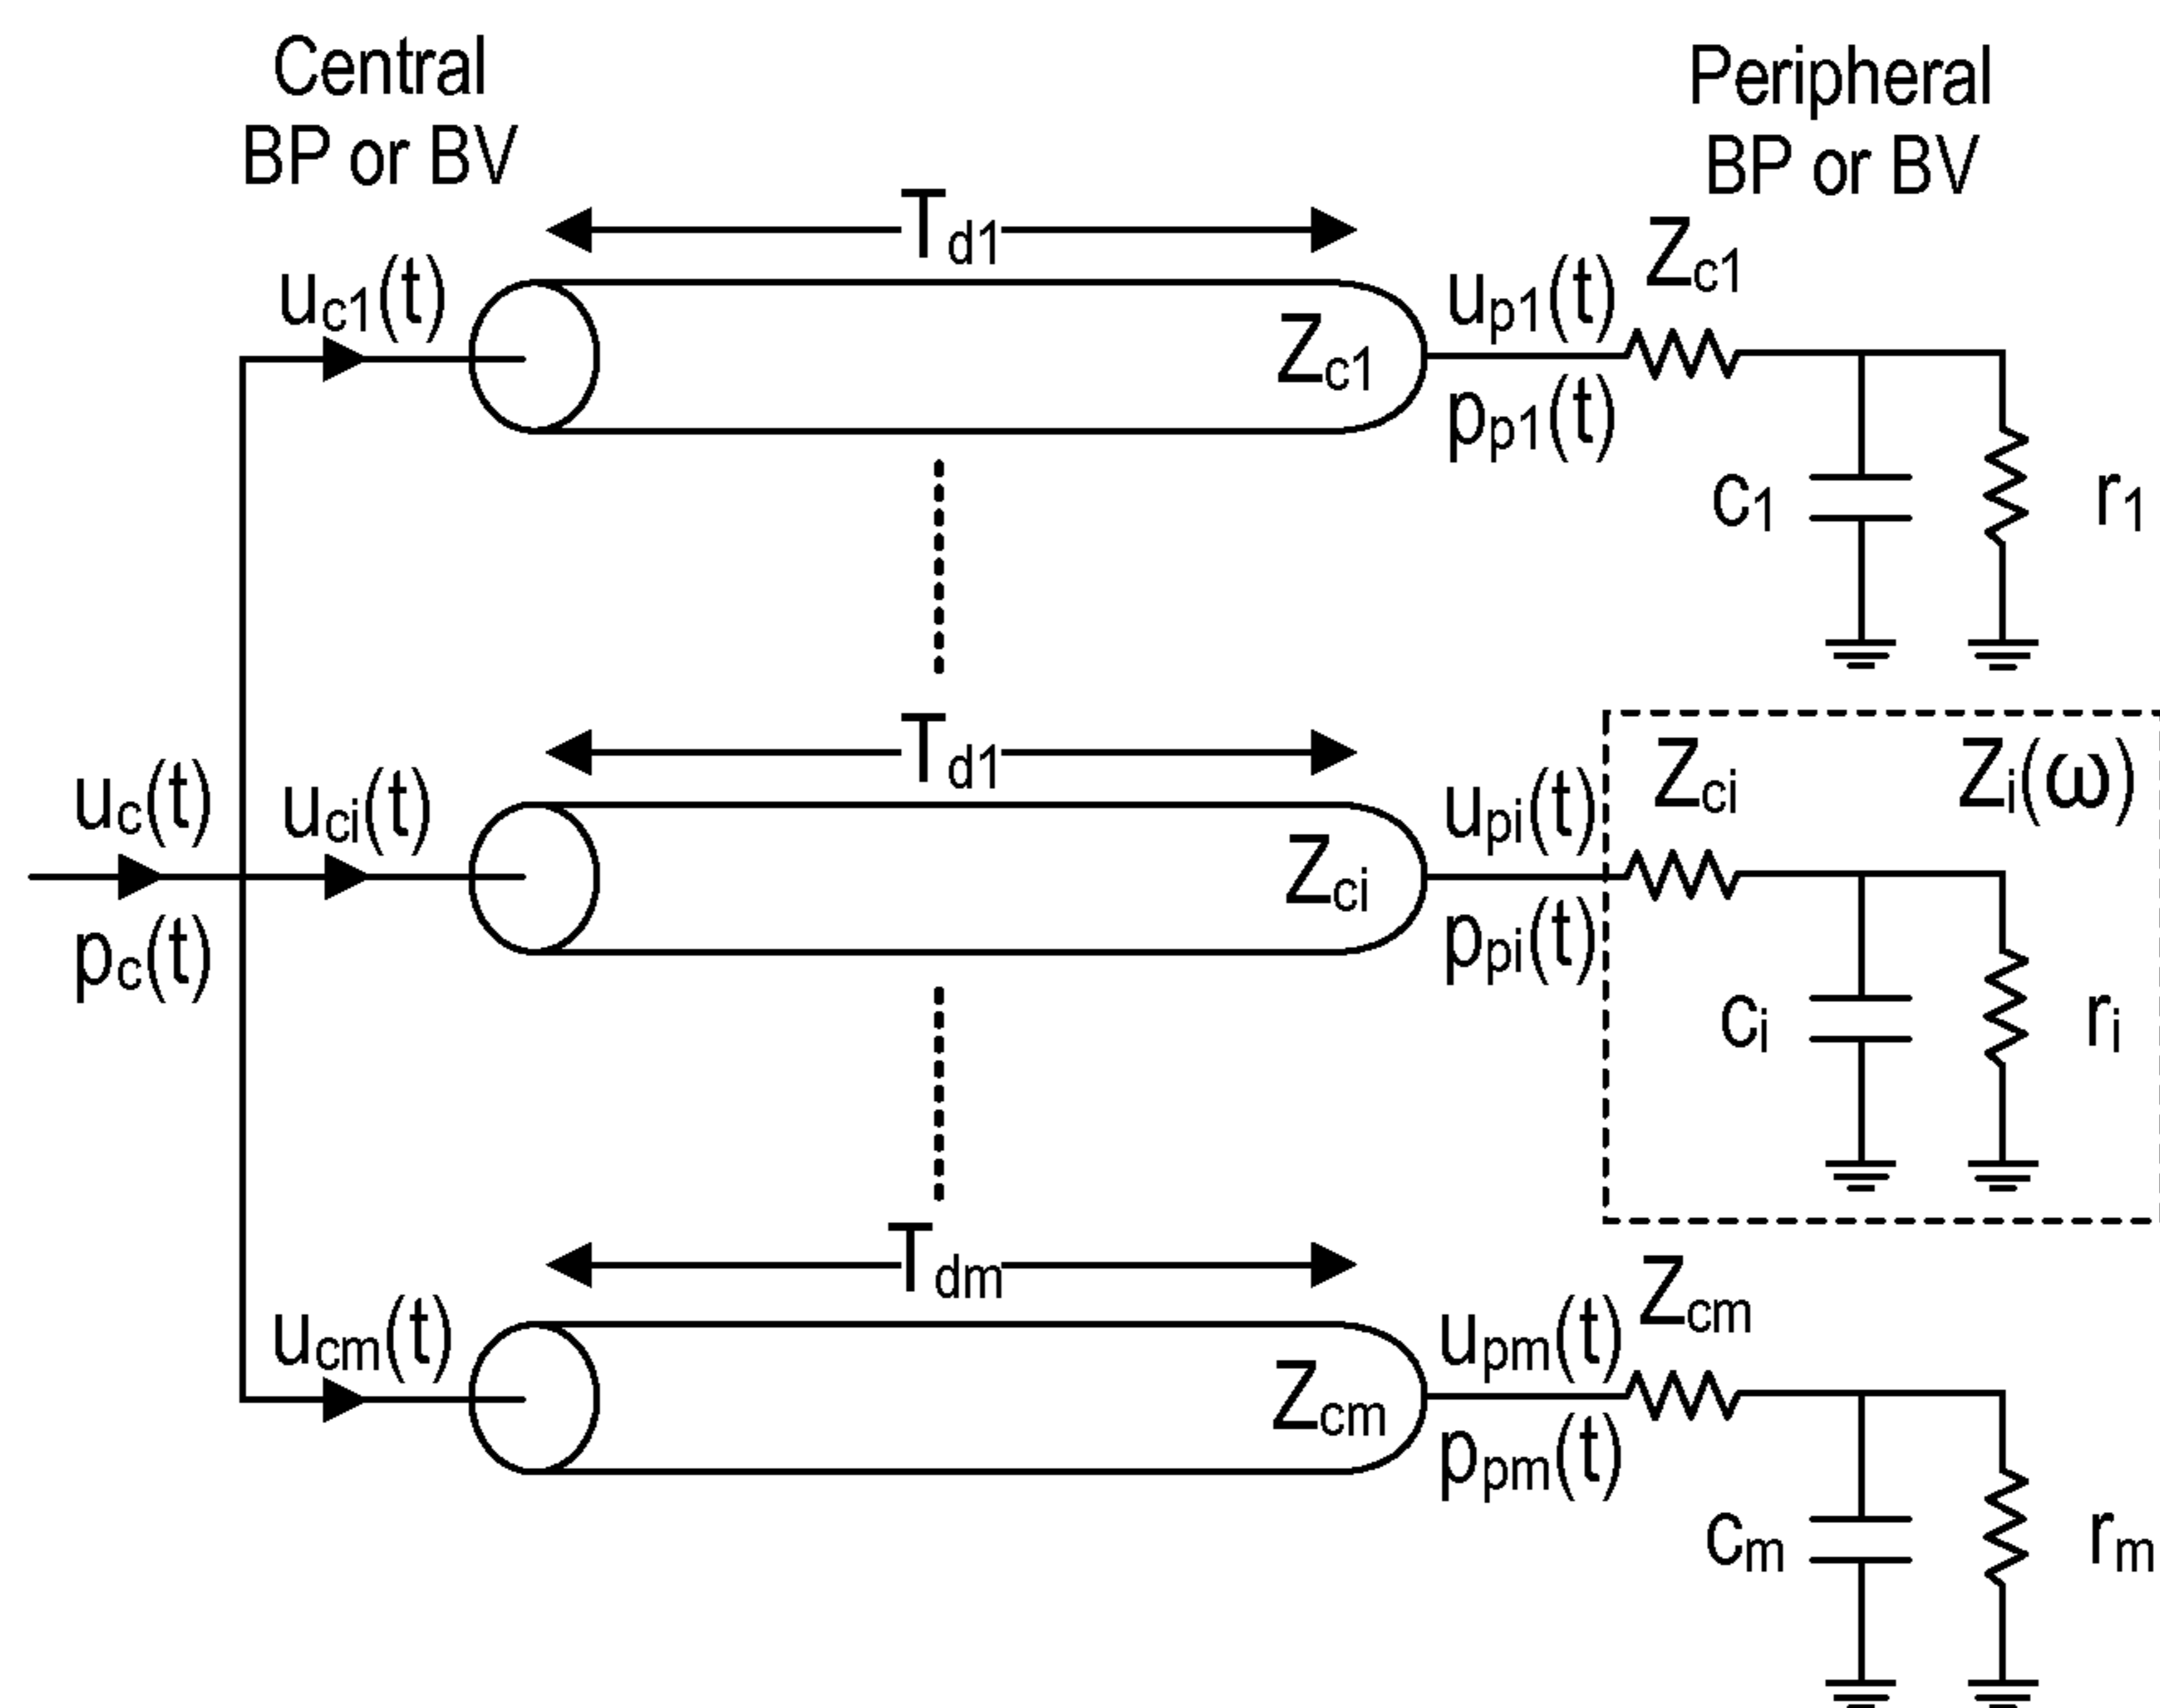 Central
BP or BV
Peripheral
BP or BV
Td1
uc1(t)
Zc1
up1(t)
pp1(t)
Zc1
c1
r1
Td1
uc(t)
pc(t)
uci(t)
Zci
upi(t)
ppi(t)
Zci
Zi(ω)
ci
ri
Tdm
ucm(t)
Zcm
upm(t)
ppm(t)
Zcm
cm
rm